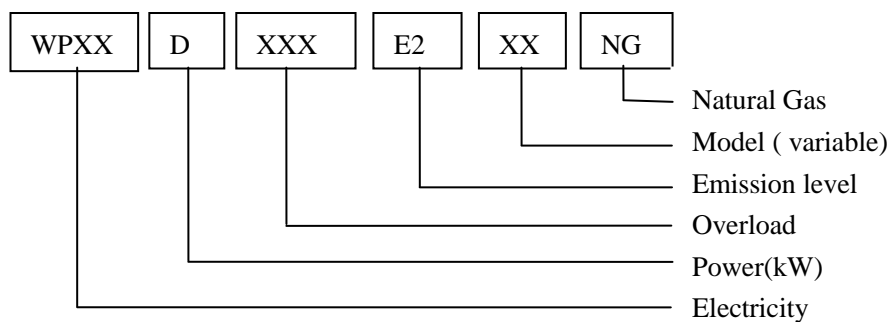 WPXX D XXX E2 XX NG
Natural Gas
Model ( variable)
Emission level
Overload
Power(kW)
Electricity